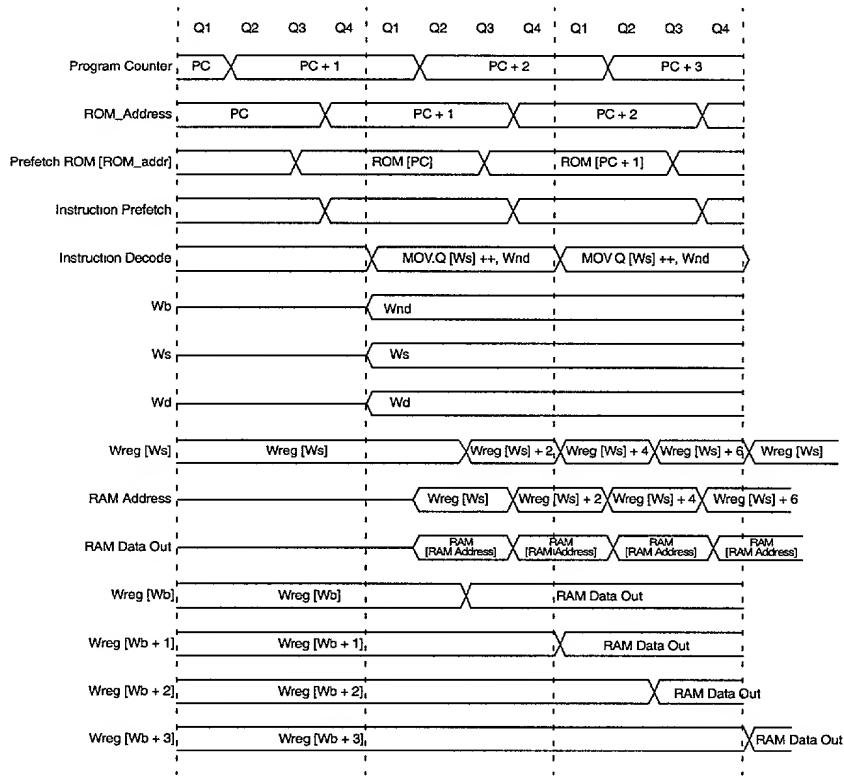 Q1 Q2 Q3 Q4 Q1 Q2 Q3 Q4 Q1 Q2 Q3 Q4
Program Counter PC PC + 1 PC + 2 PC + 3
ROM_Address PC PC + 1 PC + 2
Prefetch ROM [ROM_addr] ROM [PC] ROM [PC + 1]
Instruction Prefetch
Instruction Decode MOV.Q [Ws] ++, Wnd MOV Q [Ws] ++, Wnd
Wb Wnd
Ws Ws
Wd Wd
Wreg [Ws] Wreg [Ws] Wreg [Ws] + 2 Wreg [Ws] + 4 Wreg [Ws] + 6 Wreg [Ws]
RAM Address Wreg [Ws] Wreg [Ws] + 2 Wreg [Ws] + 4 Wreg [Ws] + 6
RAM RAM RAM RAM
RAM Data Out [RAM Address] [RAM Address] [RAM Address] [RAM Address]
Wreg [Wb] Wreg [Wb] RAM Data Out
Wreg [Wb + 1] Wreg [Wb + 1] RAM Data Out
Wreg [Wb + 2] Wreg [Wb + 2] RAM Data Out
Wreg [Wb + 3] Wreg [Wb + 3] RAM Data Out